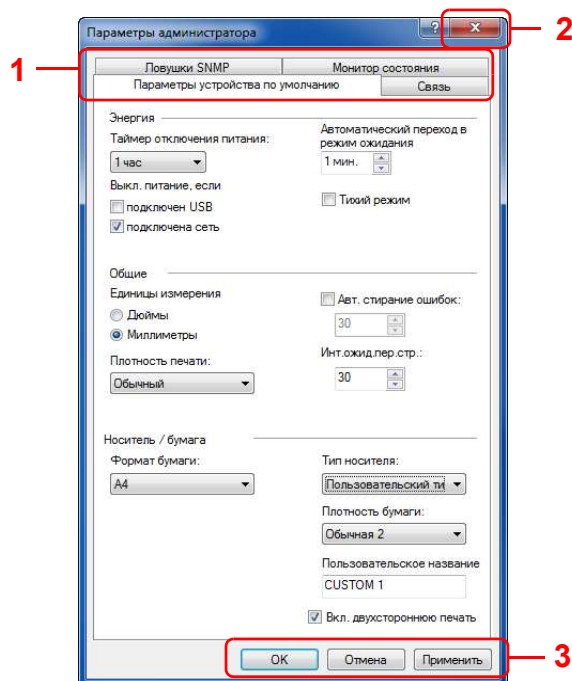 Параметры администратора
? X
2
1
Ловушки SNMP
Монитор состояния
Параметры устройства по умолчанию
Связь
Энергия
Таймер отключения питания:
1 час
Автоматический переход в
режим ожидания
1 мин.
Выкл. питание, если
подключен USB
подключена сеть
Тихий режим
Общие
Единицы измерения
Дюймы
Миллиметры
Плотность печати:
Обычный
Авт. стирание ошибок:
30
Инт.ожид.пер.стр.:
30
Носитель / бумага
Формат бумаги:
A4
Тип носителя:
Пользовательский ти
Плотность бумаги:
Обычная 2
Пользовательское название
CUSTOM 1
Вкл. двухстороннюю печать
OK
Отмена
Применить
3